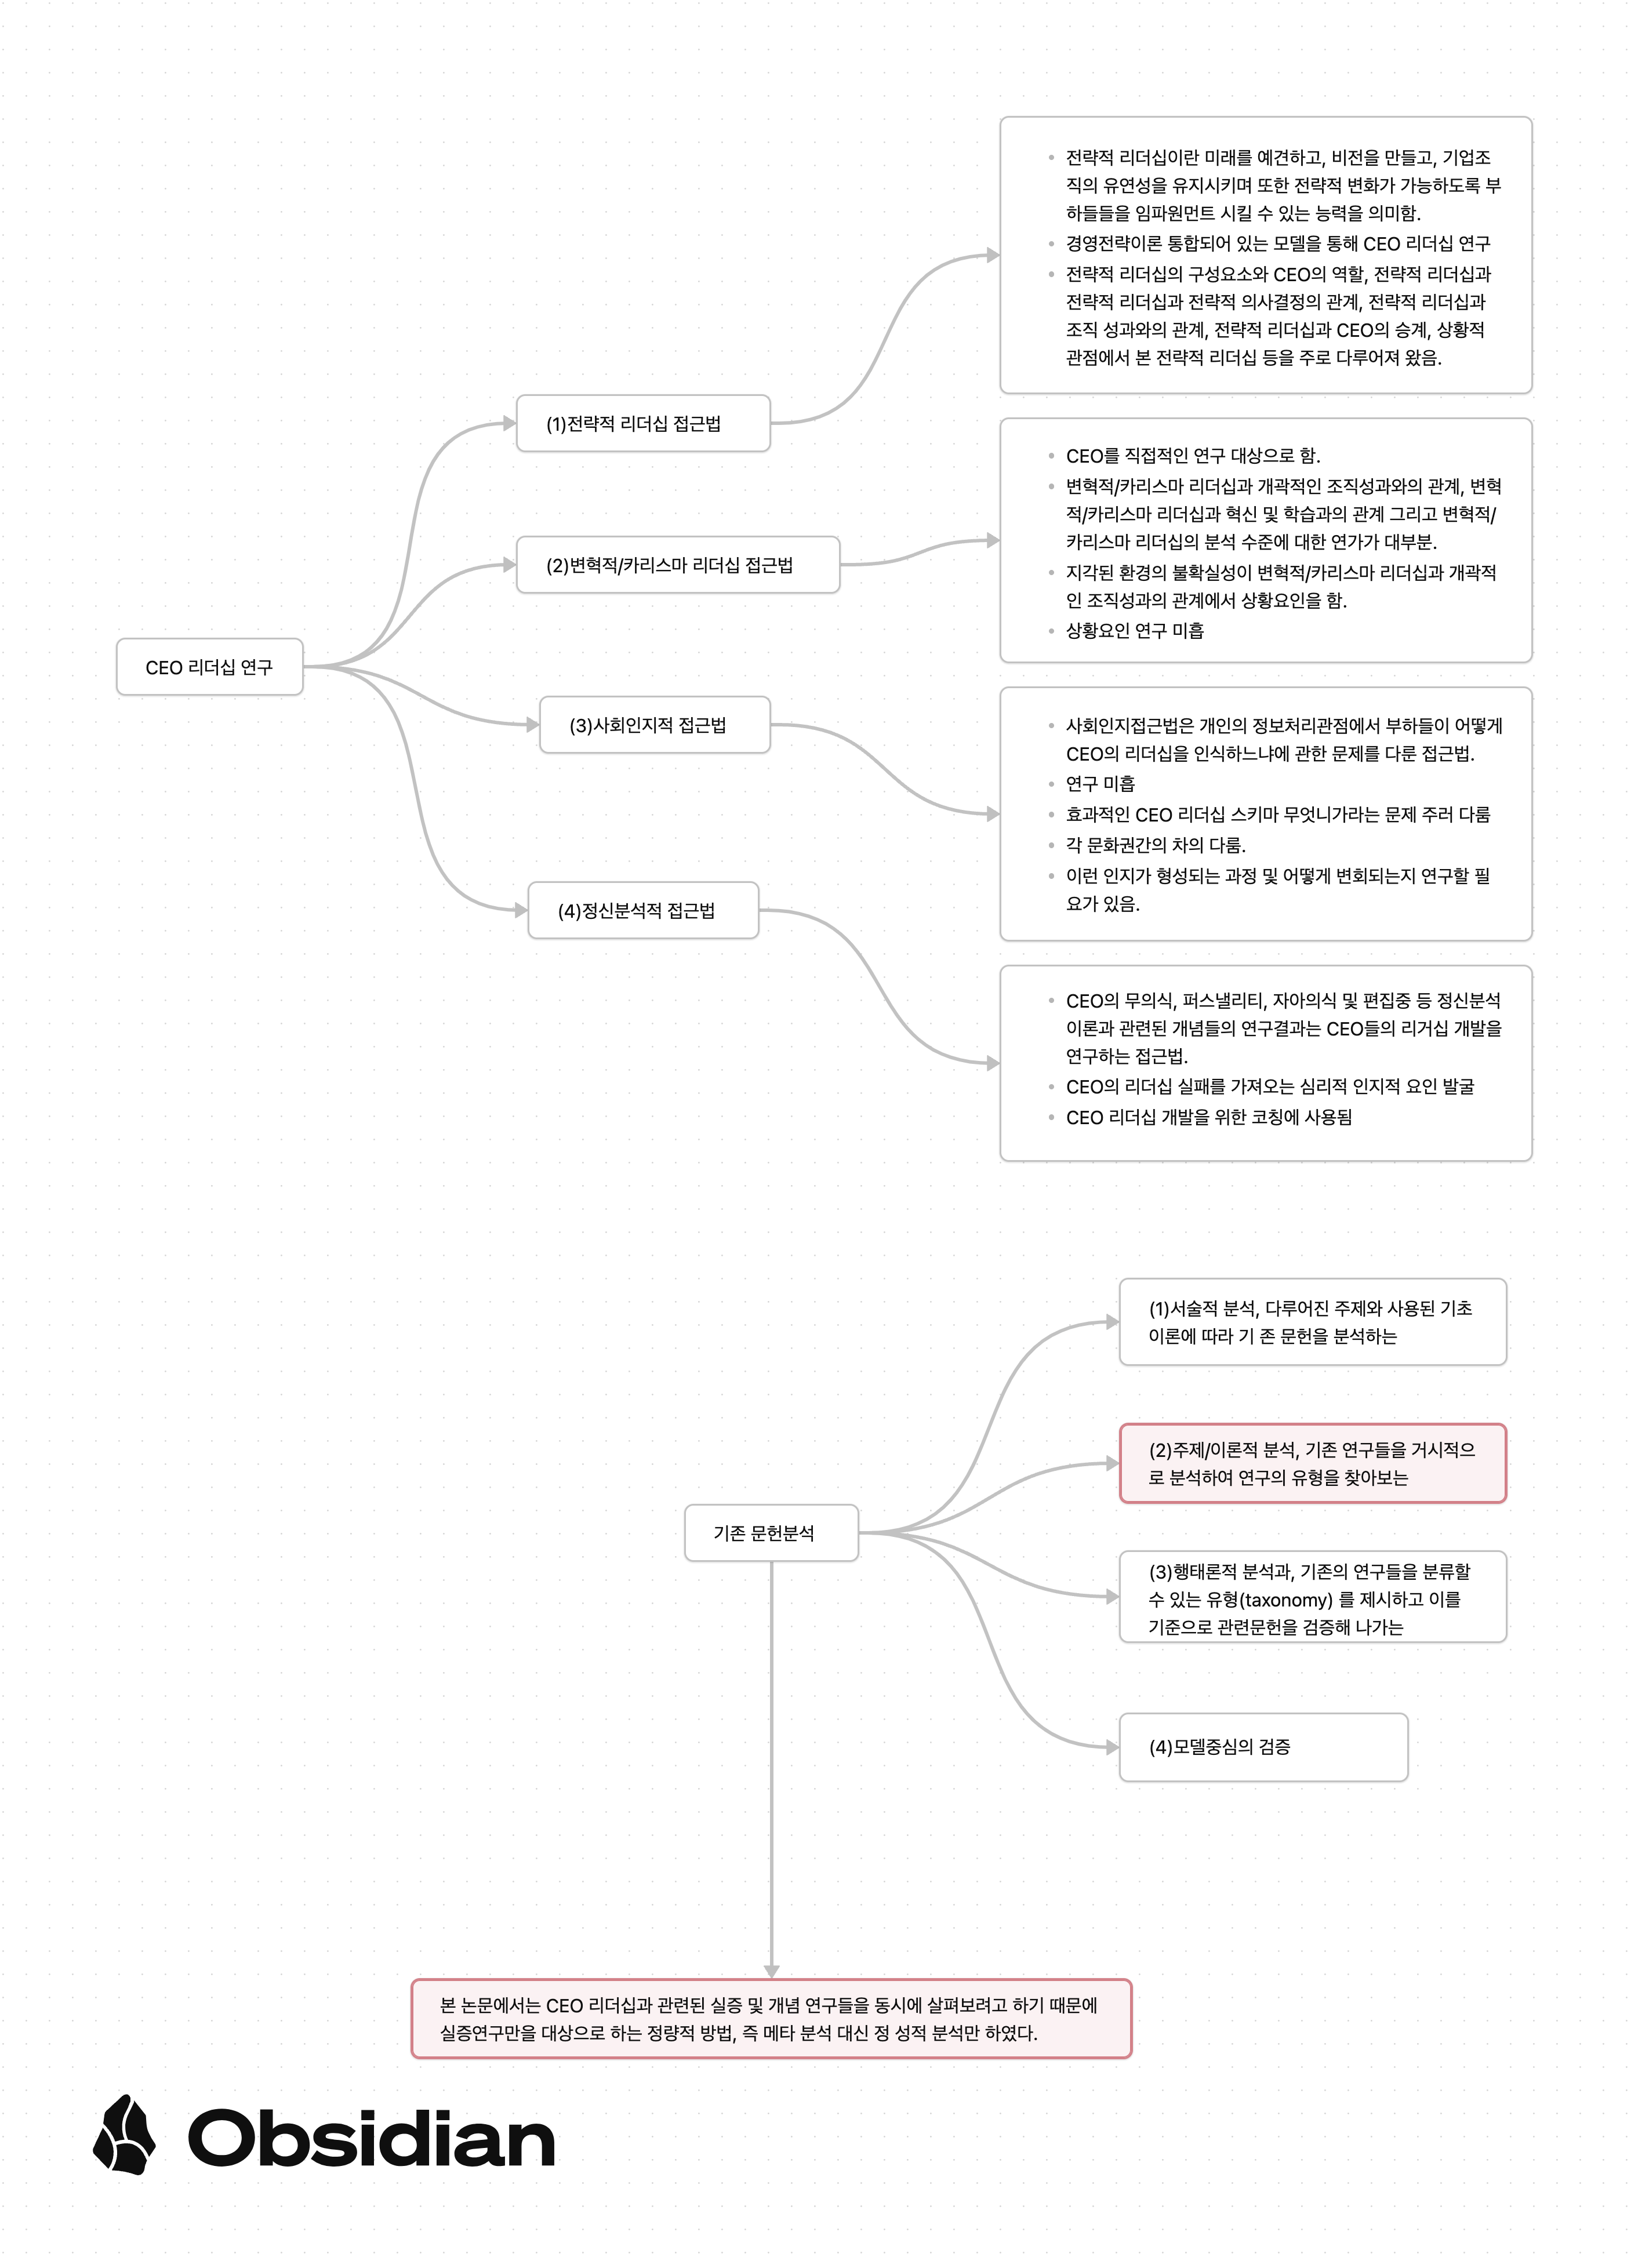 전략적 리더십이란 미래를 예견하고, 비전을 만들고, 기업조
직의 유연성을 유지시키며 또한 전략적 변화가 가능하도록 부
하들들을 임파원먼트 시킬 수 있는 능력을 의미함.
경영전략이론 통합되어 있는 모델을 통해 CEO 리더십 연구
전략적 리더십의 구성요소와 CEO의 역할, 전략적 리더십과
전략적 리더십과 전략적 의사결정의 관계, 전략적 리더십과
조직 성과와의 관계, 전략적 리더십과 CEO의 승계, 상황적
관점에서 본 전략적 리더십 등을 주로 다루어져 왔음.
(1)전략적 리더십 접근법
CEO를 직접적인 연구 대상으로 함.
변혁적/카리스마 리더십과 개곽적인 조직성과와의 관계, 변혁
적/카리스마 리더십과 혁신 및 학습과의 관계 그리고 변혁적/
카리스마 리더십의 분석 수준에 대한 연가가 대부분.
지각된 환경의 불확실성이 변혁적/카리스마 리더십과 개곽적
인 조직성과의 관계에서 상황요인을 함.
상황요인 연구 미흡
(2)변혁적/카리스마 리더십 접근법
CEO 리더십 연구
(3)사회인지적 접근법
사회인지접근법은 개인의 정보처리관점에서 부하들이 어떻게
CEO의 리더십을 인식하느냐에 관한 문제를 다룬 접근법.
연구 미흡
효과적인 CEO 리더십 스키마 무엇니가라는 문제 주러 다룸
각 문화권간의 차의 다룸.
이런 인지가 형성되는 과정 및 어떻게 변회되는지 연구할 필
요가 있음.
(4)정신분석적 접근법
CEO의 무의식, 퍼스낼리티, 자아의식 및 편집중 등 정신분석
이론과 관련된 개념들의 연구결과는 CEO들의 리거십 개발을
연구하는 접근법.
CEO의 리더십 실패를 가져오는 심리적 인지적 요인 발굴
CEO 리더십 개발을 위한 코칭에 사용됨
(1)서술적 분석, 다루어진 주제와 사용된 기초
이론에 따라 기 존 문헌을 분석하는
(2)주제/이론적 분석, 기존 연구들을 거시적으
로 분석하여 연구의 유형을 찾아보는
기존 문헌분석
(3)행태론적 분석과, 기존의 연구들을 분류할
수 있는 유형(taxonomy) 를 제시하고 이를
기준으로 관련문헌을 검증해 나가는
(4)모델중심의 검증
본 논문에서는 CEO 리더십과 관련된 실증 및 개념 연구들을 동시에 살펴보려고 하기 때문에
실증연구만을 대상으로 하는 정량적 방법, 즉 메타 분석 대신 정 성적 분석만 하였다.
Obsidian